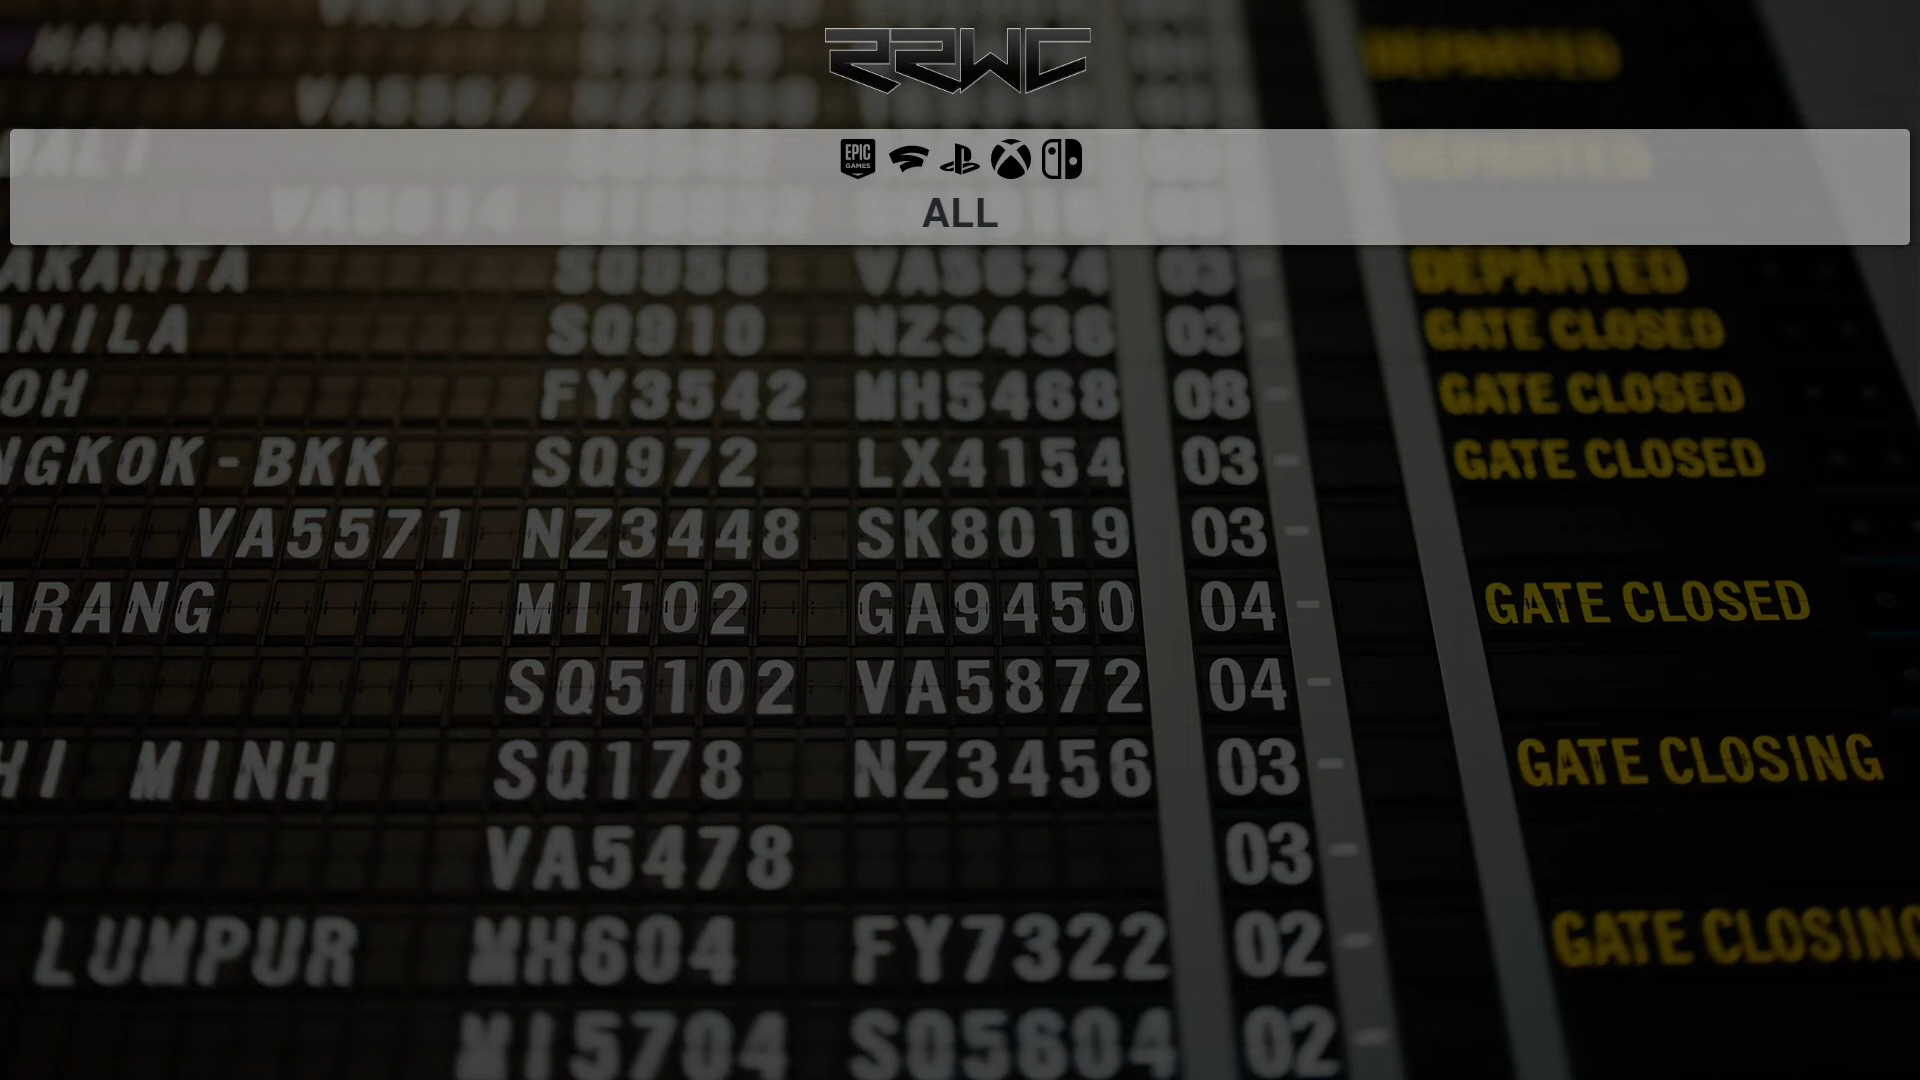 HANOI DEPARTED
RRWC
EPIC
GAMES
ALL
AKARTA SQ956 VA5624 03 DEPARTED
ANILA SQ910 NZ3436 03 GATE CLOSED
OH FY3542 MH5468 08 GATE CLOSED
NGKOK-BKK SQ972 LX4154 03 GATE CLOSED
VA5571 NZ3448 SK8019 03
ARANG MI102 GA9450 04 GATE CLOSED
SQ5102 VA5872 04
HI MINH SQ178 NZ3456 03 GATE CLOSING
VA5478 03
LUMPUR MH604 FY7322 02 GATE CLOSING
MI5704 SQ5604 02